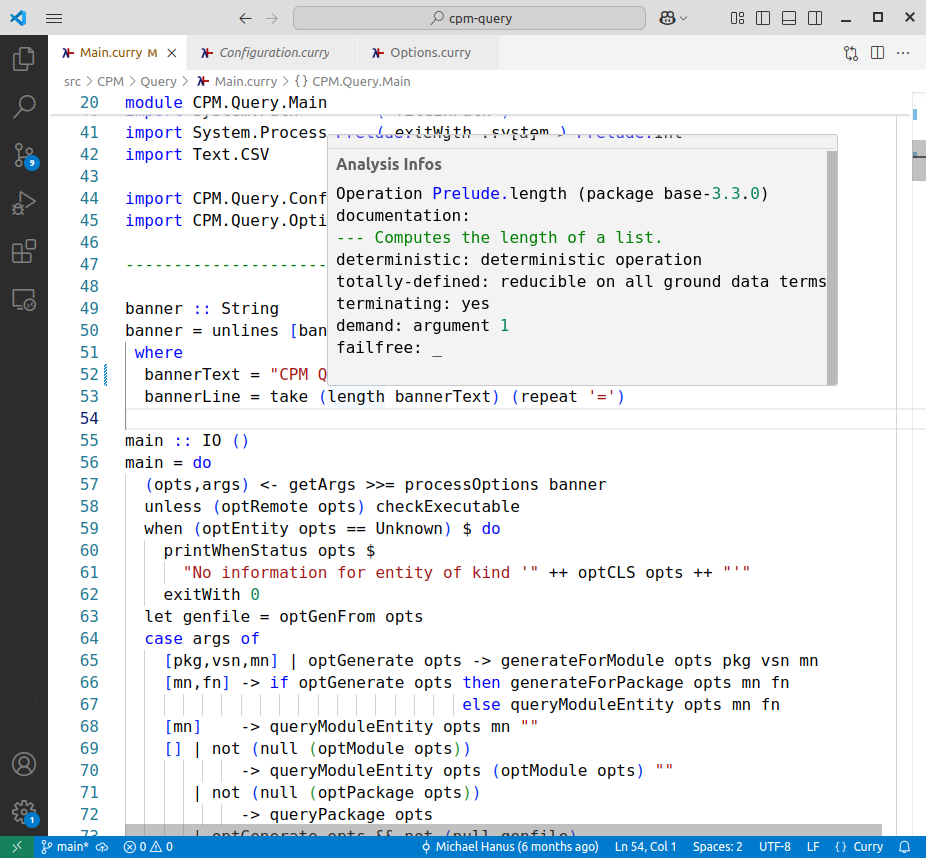 cpm-query
Main.curry M
Configuration.curry
Options.curry
src > CPM > Query > Main.curry > {} CPM.Query.Main
20 module CPM.Query.Main
41 import System.Process
42 import Text.CSV
43
44 import CPM.Query.Conf
45 import CPM.Query.Opti
46
47 ---------------------
48
49 banner :: String
50 banner = unlines [ban
51 where
52 bannerText = "CPM Q
53 bannerLine = take (length bannerText) (repeat '=')
54
Analysis Infos
Operation Prelude.length (package base-3.3.0)
documentation:
--- Computes the length of a list.
deterministic: deterministic operation
totally-defined: reducible on all ground data terms
terminating: yes
demand: argument 1
failfree: _
55 main :: IO ()
56 main = do
57 (opts,args) <- getArgs >>= processOptions banner
58 unless (optRemote opts) checkExecutable
59 when (optEntity opts == Unknown) $ do
60 printWhenStatus opts $
61 "No information for entity of kind '" ++ optCLS opts ++ "'"
62 exitWith 0
63 let genfile = optGenFrom opts
64 case args of
65 [pkg,vsn,mn] | optGenerate opts -> generateForModule opts pkg vsn mn
66 [mn,fn] -> if optGenerate opts then generateForPackage opts mn fn
67 else queryModuleEntity opts mn fn
68 [mn] -> queryModuleEntity opts mn ""
69 [] | not (null (optModule opts))
70 -> queryModuleEntity opts (optModule opts) ""
71 | not (null (optPackage opts))
72 -> queryPackage opts
73 | optGenerate opts && not (null genfile)
9
1
main* 0 0 Michael Hanus (6 months ago) Ln 54, Col 1 Spaces: 2 UTF-8 LF {} Curry